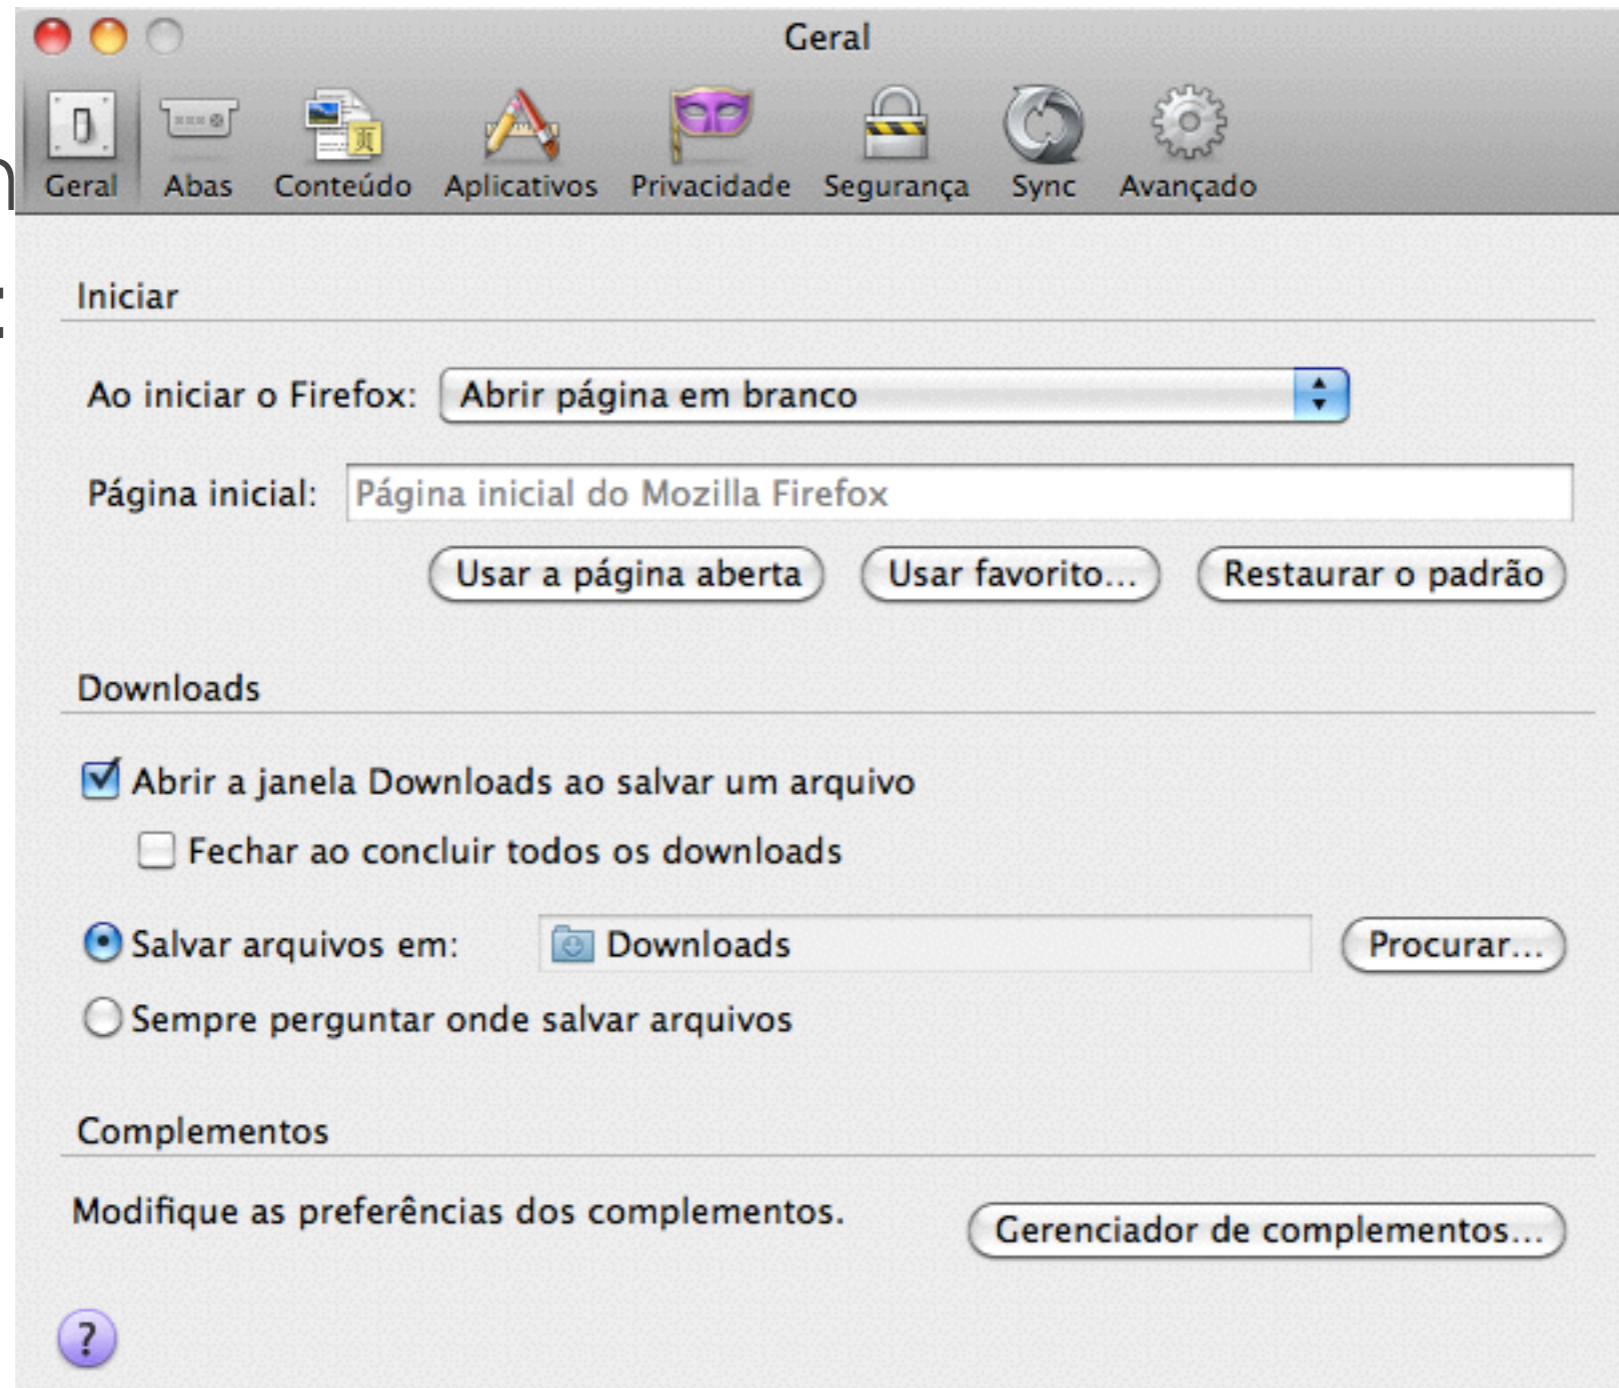 Geral
Geral Abas Conteúdo Aplicativos Privacidade Segurança Sync Avançado
Iniciar
Ao iniciar o Firefox: Abrir página em branco
Página inicial: Página inicial do Mozilla Firefox
Usar a página aberta Usar favorito... Restaurar o padrão
Downloads
Abrir a janela Downloads ao salvar um arquivo
Fechar ao concluir todos os downloads
Salvar arquivos em: Downloads Procurar...
Sempre perguntar onde salvar arquivos
Complementos
Modifique as preferências dos complementos.
Gerenciador de complementos...
?